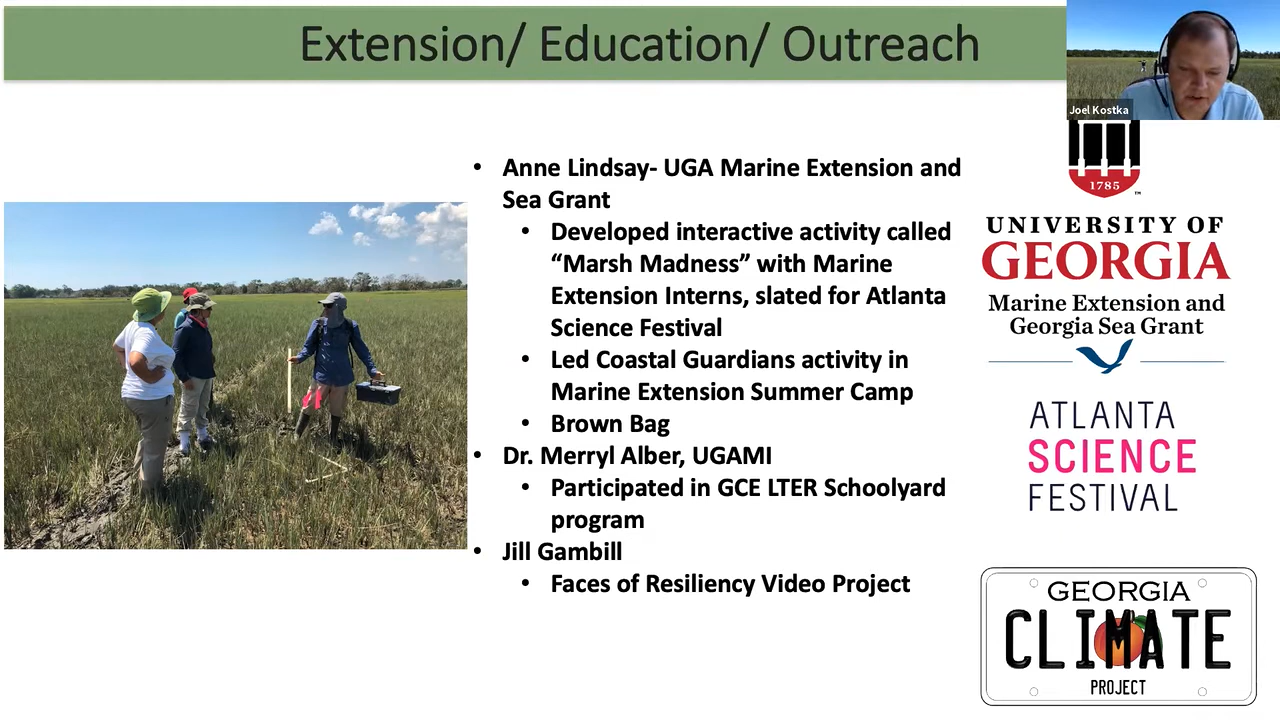 Extension/ Education/ Outreach
Joel Kostka
• Anne Lindsay- UGA Marine Extension and
Sea Grant
• Developed interactive activity called
“Marsh Madness” with Marine
Extension Interns, slated for Atlanta
Science Festival
• Led Coastal Guardians activity in
Marine Extension Summer Camp
• Brown Bag
• Dr. Merryl Alber, UGAMI
• Participated in GCE LTER Schoolyard
program
• Jill Gambill
• Faces of Resiliency Video Project
1785
™
UNIVERSITY OF
GEORGIA
Marine Extension and
Georgia Sea Grant
ATLANTA
SCIENCE
FESTIVAL
GEORGIA
CLIMATE
PROJECT